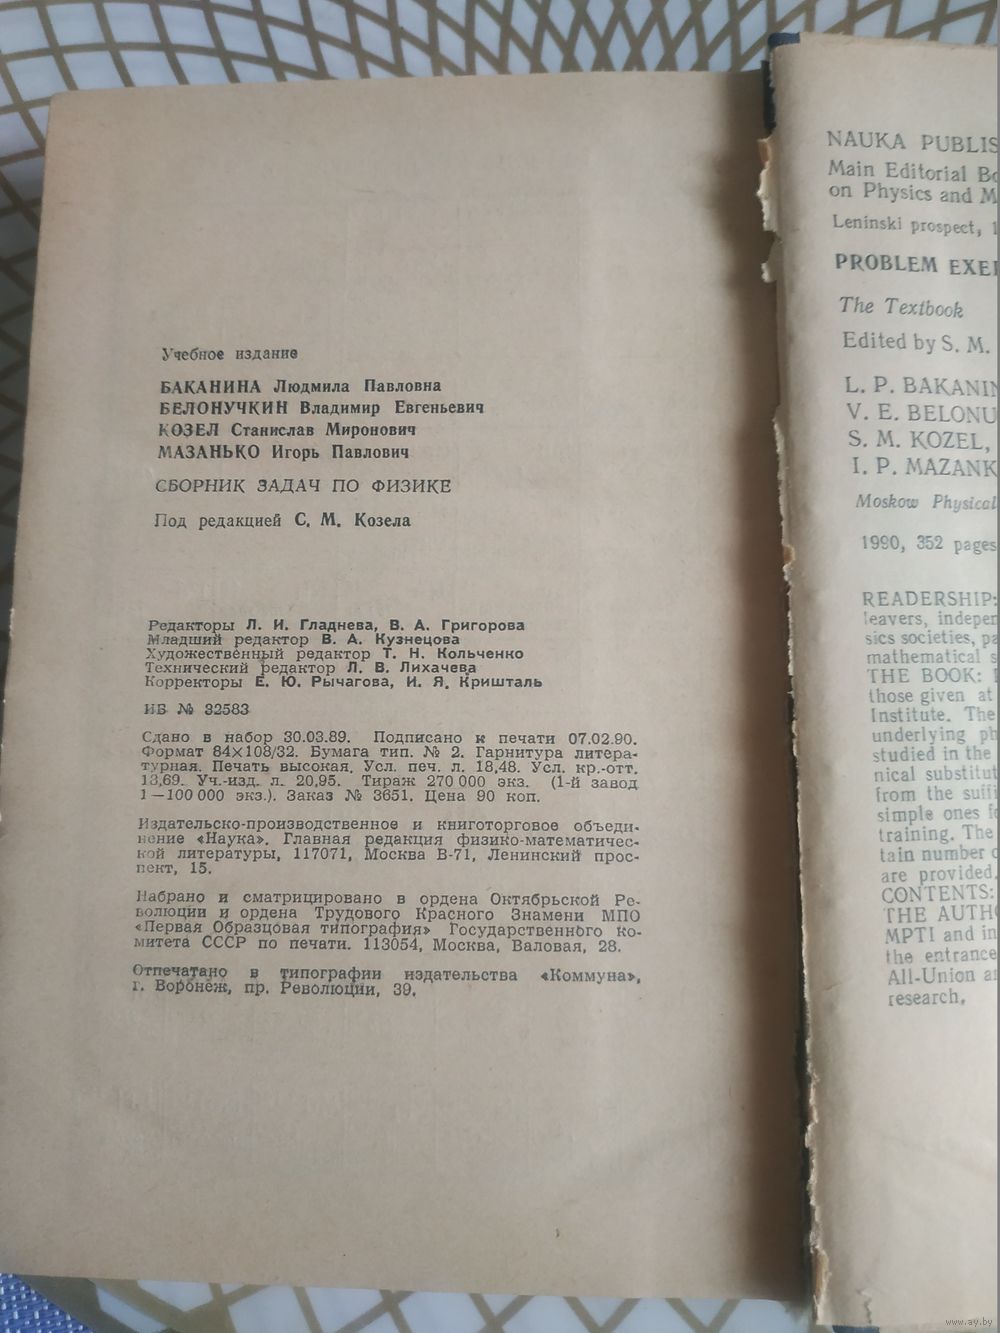 Учебное издание
БАКАНИНА Людмила Павловна
БЕЛОНУЧКИН Владимир Евгеньевич
КОЗЕЛ Станислав Миронович
МАЗАНЬКО Игорь Павлович
СБОРНИК ЗАДАЧ ПО ФИЗИКЕ
Под редакцией С. М. Козела
Редакторы Л. И. Гладнева, В. А. Григорова
Младший редактор В. А. Кузнецова
Художественный редактор Т. Н. Кольченко
Технический редактор Л. В. Лихачева
Корректоры Е. Ю. Рычагова, И. Я. Кришталь
ИБ № 32583
Сдано в набор 30.03.89. Подписано к печати 07.02.90.
Формат 84×108/32. Бумага тип. № 2. Гарнитура литера-
турная. Печать высокая. Усл. печ. л. 18,48. Усл. кр.-отт.
13,69. Уч.-изд. л. 20,95. Тираж 270 000 экз. (1-й завод
1—100 000 экз.). Заказ № 3651. Цена 90 коп.
Издательско-производственное и книготорговое объеди-
нение «Наука». Главная редакция физико-математичес-
кой литературы, 117071, Москва В-71, Ленинский прос-
пект, 15.
Набрано и сматрицировано в ордена Октябрьской Ре-
волюции и ордена Трудового Красного Знамени МПО
«Первая Образцовая типография» Государственного Ко-
митета СССР по печати. 113054, Москва, Валовая, 28.
Отпечатано в типографии издательства «Коммуна»,
г. Воронеж, пр. Революции, 39.
NAUKA PUBLIS
Main Editorial Bo
on Physics and M
Leninski prospect, 1
PROBLEM EXER
The Textbook
Edited by S. M.
L. P. BAKANIN
V. E. BELONU
S. M. KOZEL,
I. P. MAZANK
Moskow Physical
1990, 352 pages
READERSHIP:
leavers, indepen
sics societies, pa
mathematical s
THE BOOK:
those given at
Institute. The
underlying ph
studied in the
nical substitut
from the suffi
simple ones fo
training. The
tain number o
are provided.
CONTENTS:
THE AUTHO
MPTI and in
the entrance
All-Union a
research.
www.ay.by